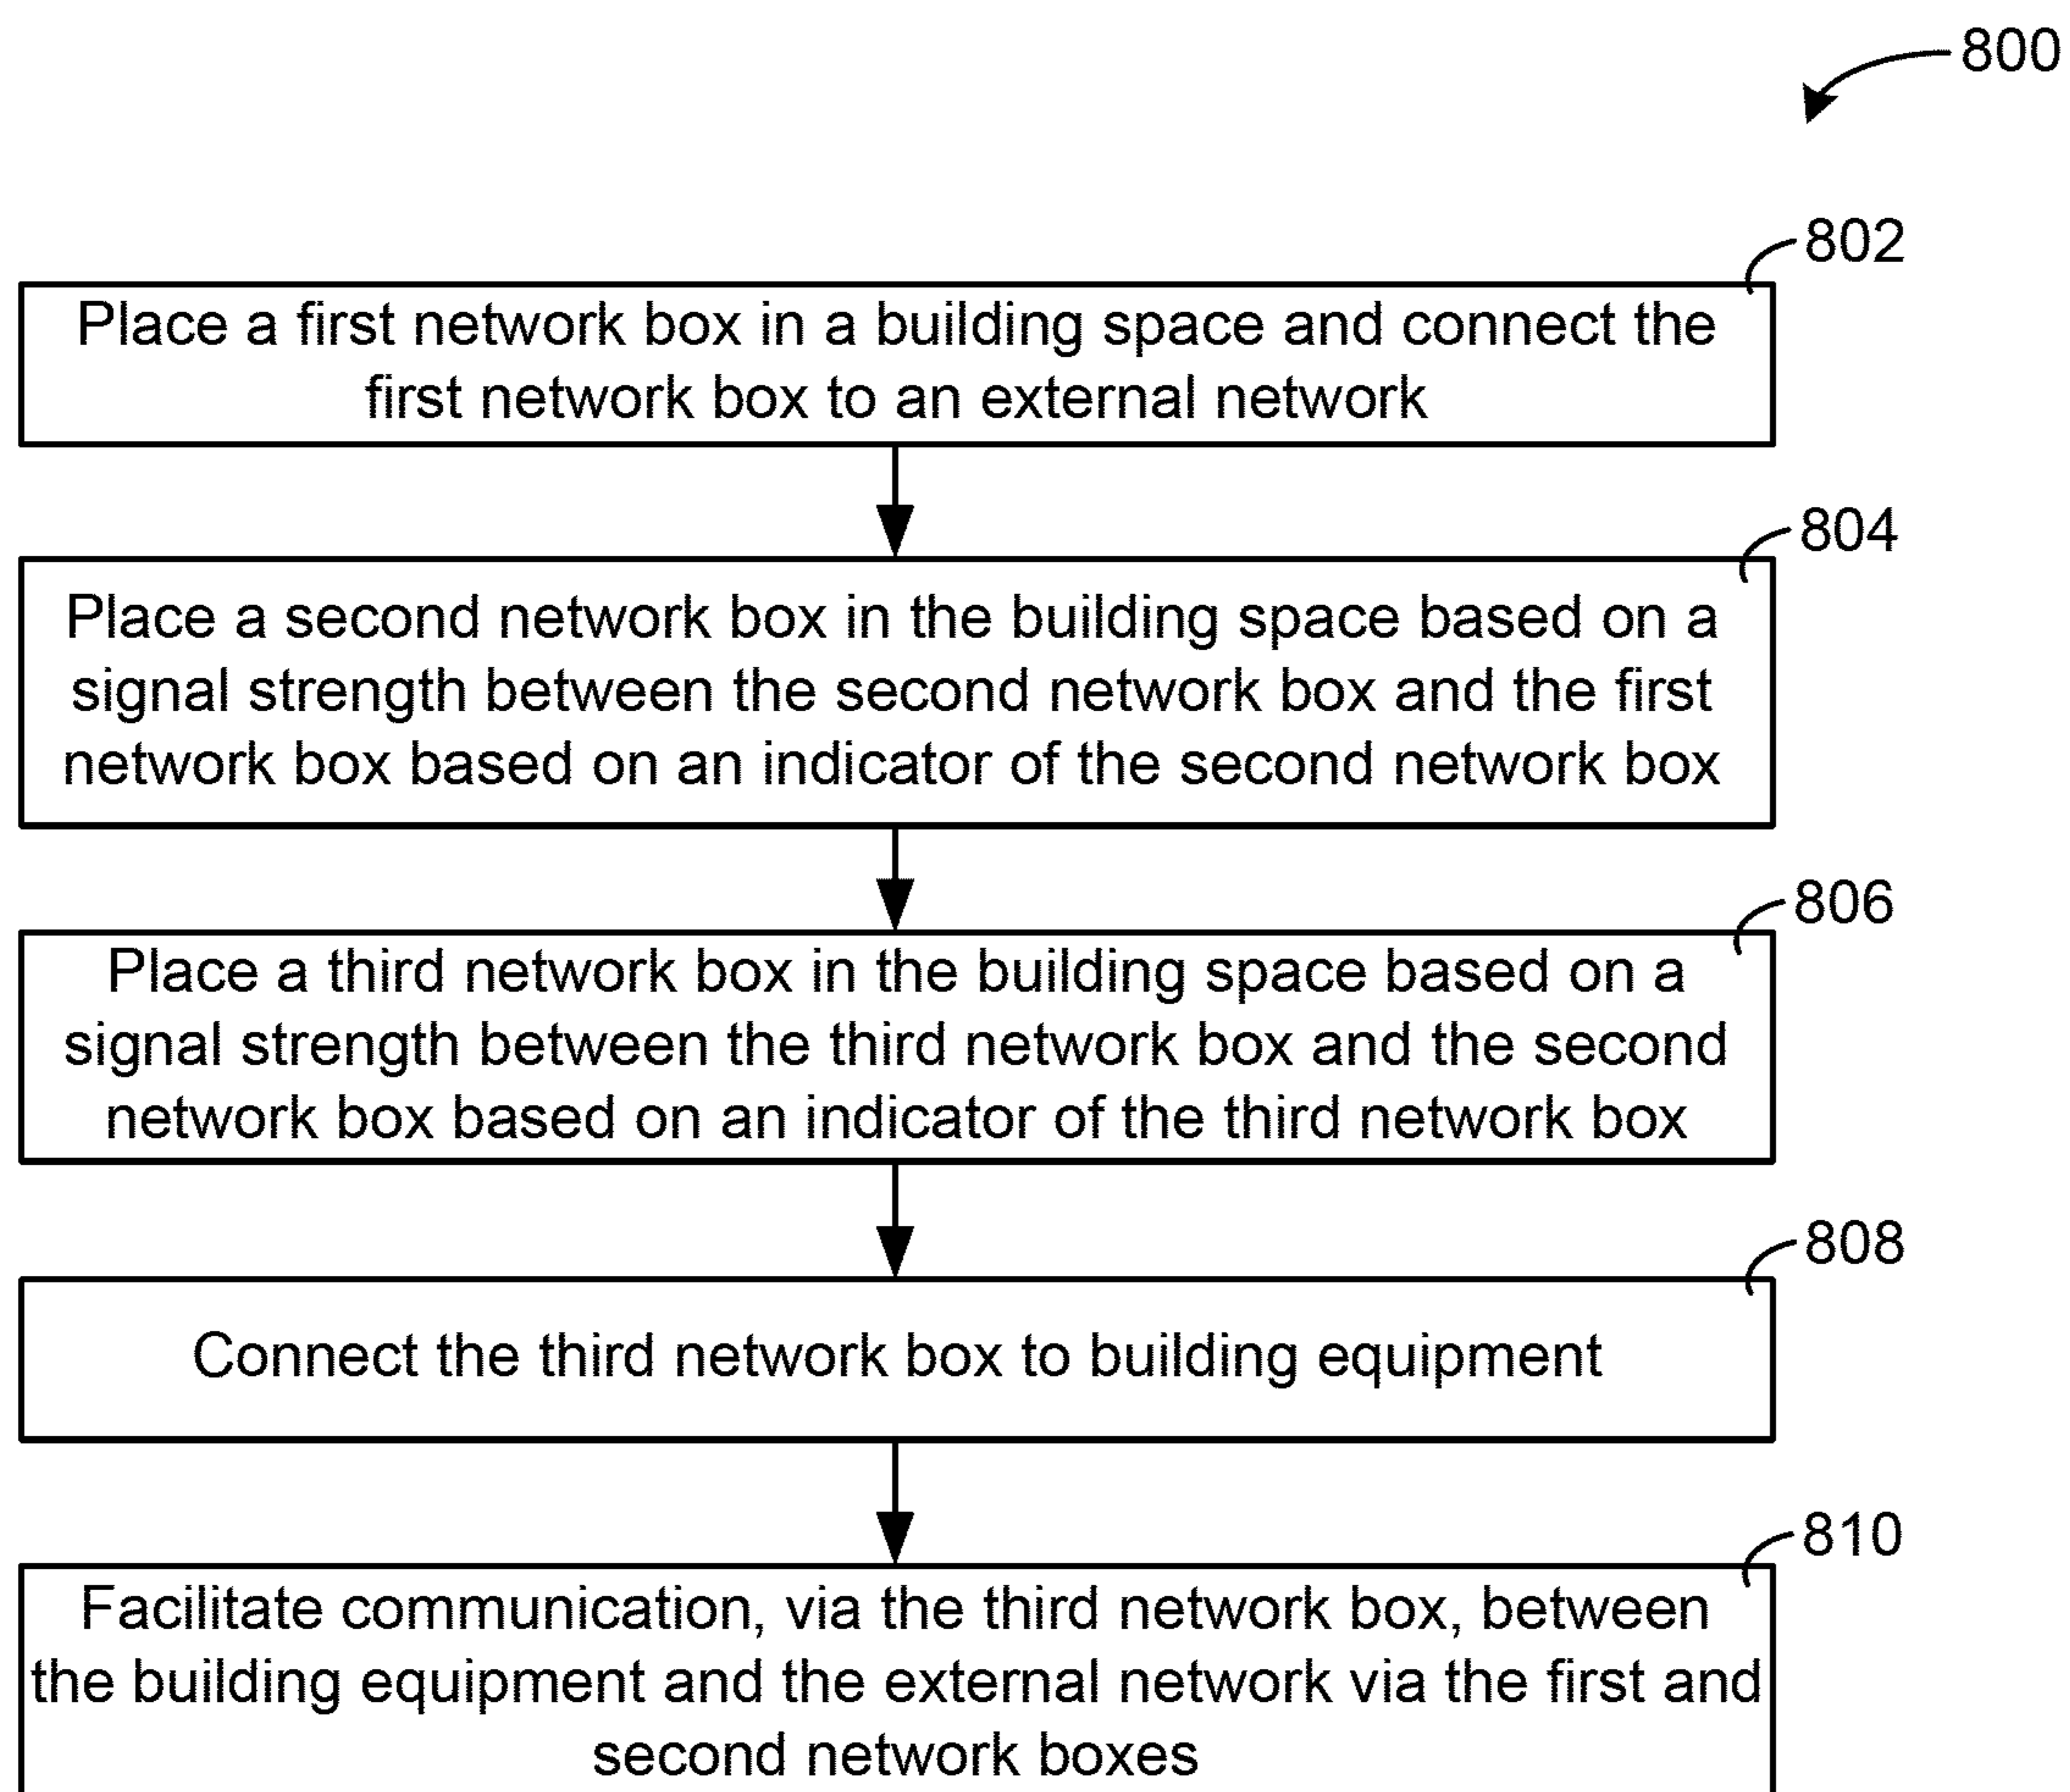 800
802
Place a first network box in a building space and connect the
first network box to an external network
804
Place a second network box in the building space based on a
signal strength between the second network box and the first
network box based on an indicator of the second network box
806
Place a third network box in the building space based on a
signal strength between the third network box and the second
network box based on an indicator of the third network box
808
Connect the third network box to building equipment
810
Facilitate communication, via the third network box, between
the building equipment and the external network via the first and
second network boxes